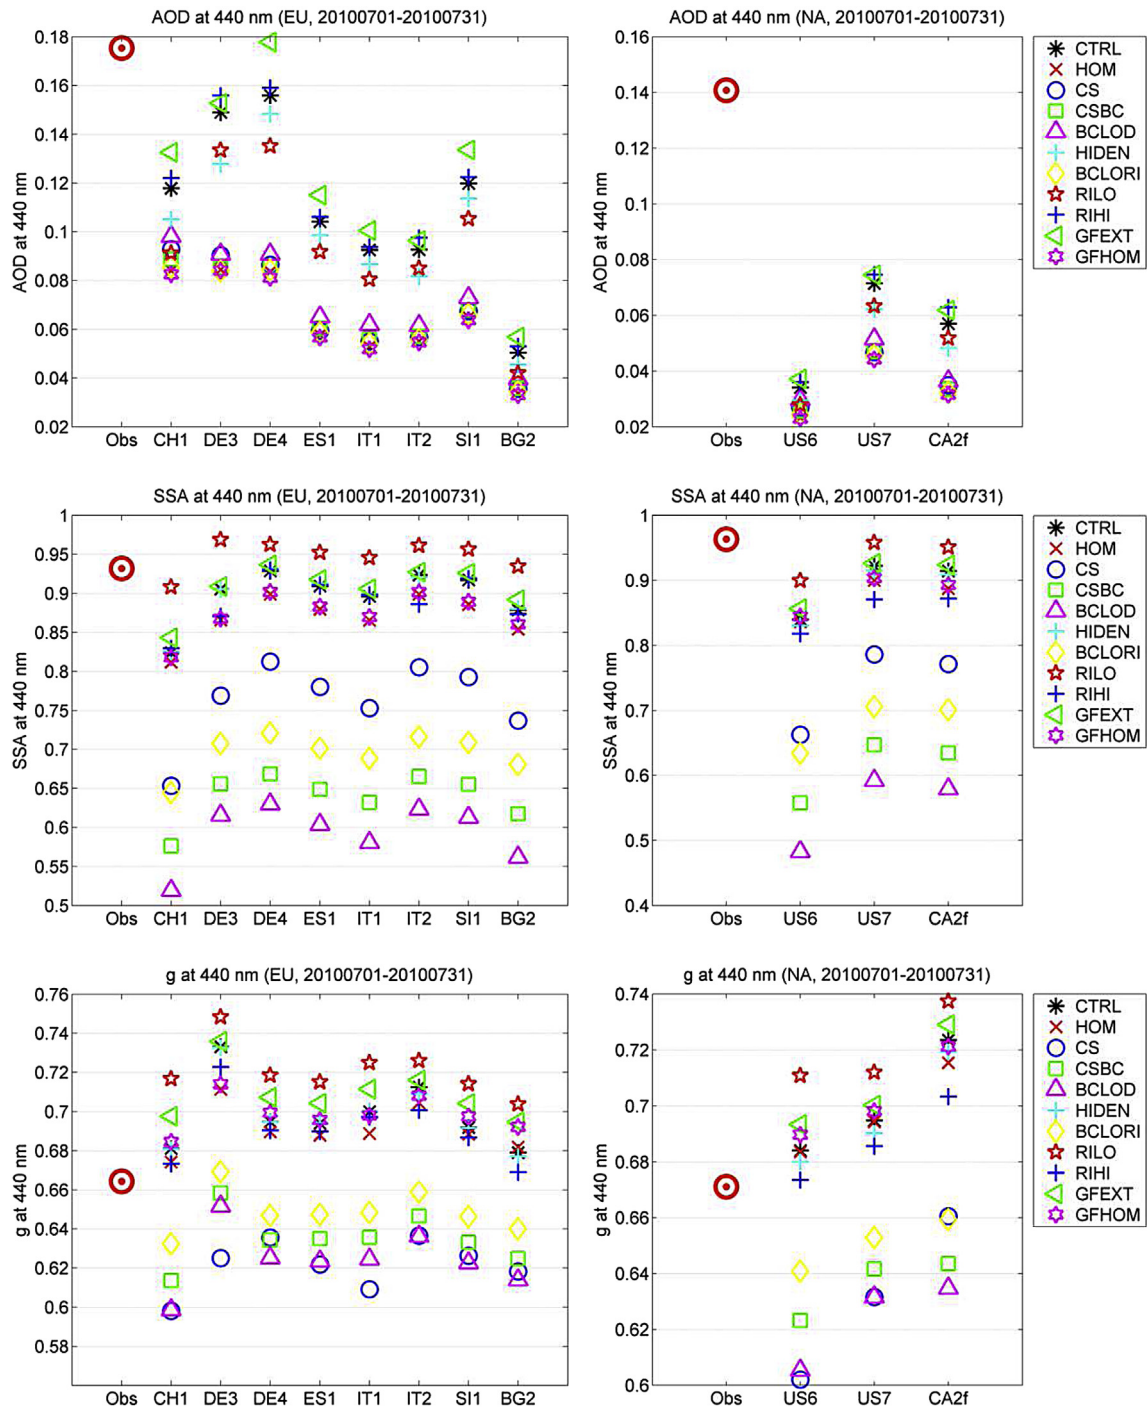 AOD at 440 nm (EU, 20100701-20100731)
AOD at 440 nm
0.18
0.16
0.14
0.12
0.1
0.08
0.06
0.04
0.02
Obs CH1 DE3 DE4 ES1 IT1 IT2 SI1 BG2
AOD at 440 nm (NA, 20100701-20100731)
AOD at 440 nm
0.16
0.14
0.12
0.1
0.08
0.06
0.04
0.02
Obs US6 US7 CA2f
CTRL
HOM
CS
CSBC
BCLOD
HIDEN
BCLORI
RILO
RIHI
GFEXT
GFHOM
SSA at 440 nm (EU, 20100701-20100731)
SSA at 440 nm
1
0.95
0.9
0.85
0.8
0.75
0.7
0.65
0.6
0.55
0.5
Obs CH1 DE3 DE4 ES1 IT1 IT2 SI1 BG2
SSA at 440 nm (NA, 20100701-20100731)
SSA at 440 nm
1
0.9
0.8
0.7
0.6
0.5
0.4
Obs US6 US7 CA2f
CTRL
HOM
CS
CSBC
BCLOD
HIDEN
BCLORI
RILO
RIHI
GFEXT
GFHOM
g at 440 nm (EU, 20100701-20100731)
g at 440 nm
0.76
0.74
0.72
0.7
0.68
0.66
0.64
0.62
0.6
0.58
Obs CH1 DE3 DE4 ES1 IT1 IT2 SI1 BG2
g at 440 nm (NA, 20100701-20100731)
g at 440 nm
0.74
0.72
0.7
0.68
0.66
0.64
0.62
0.6
Obs US6 US7 CA2f
CTRL
HOM
CS
CSBC
BCLOD
HIDEN
BCLORI
RILO
RIHI
GFEXT
GFHOM